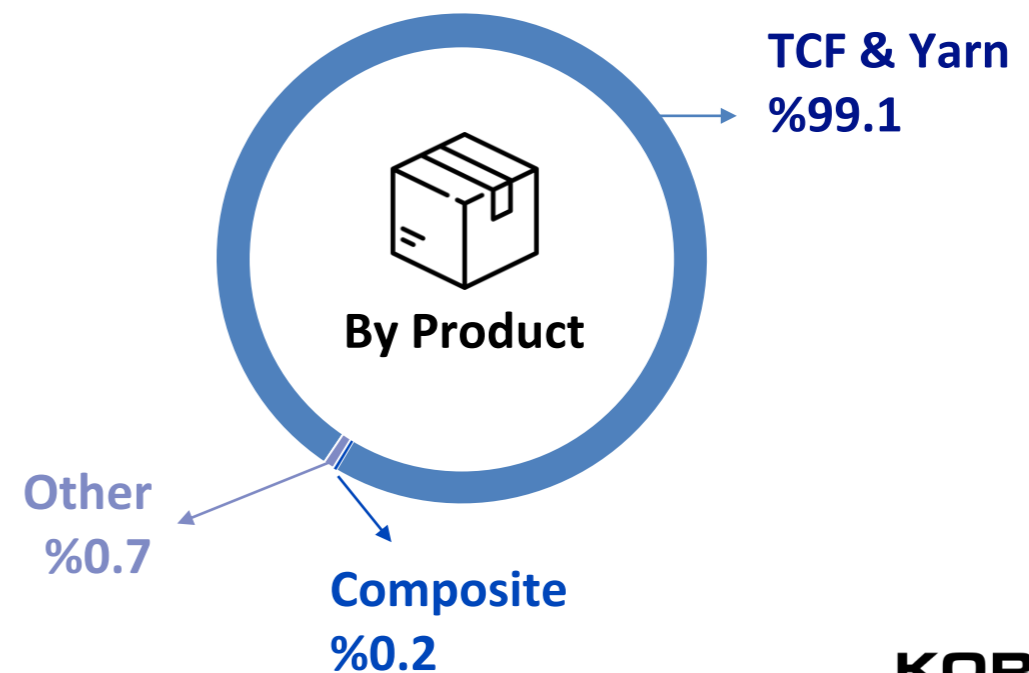 TCF & Yarn
%99.1
By Product
Other
%0.7
Composite
%0.2